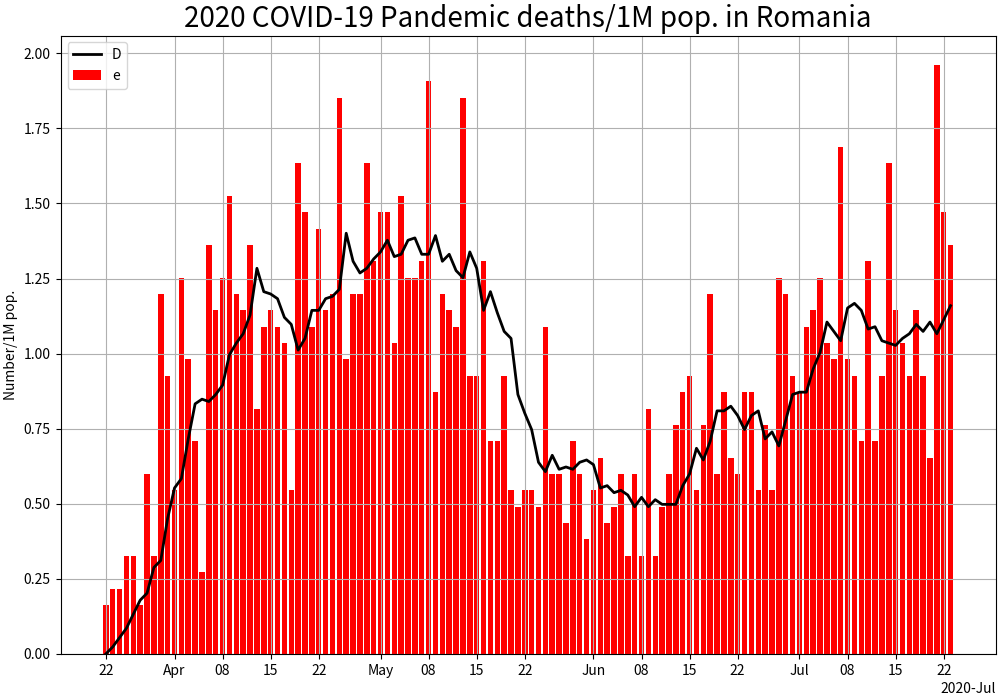 2020 COVID-19 Pandemic deaths/1M pop. in Romania
D
e
Number/1M pop.
2.00
1.75
1.50
1.25
1.00
0.75
0.50
0.25
0.00
22 Apr 08 15 22 May 08 15 22 Jun 08 15 22 Jul 08 15 22
2020-Jul